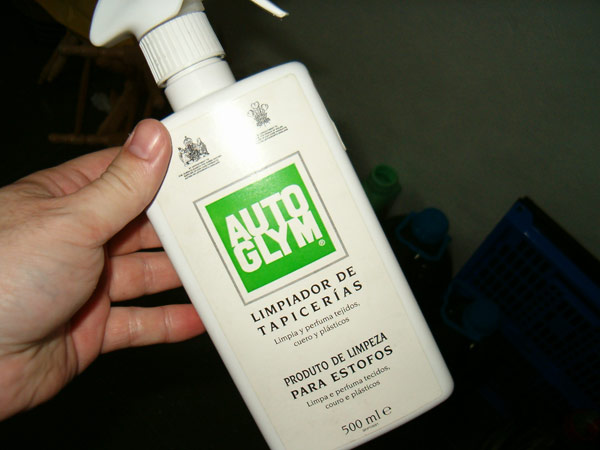 AUTO
GLYM®
LIMPIADOR DE
TAPICERÍAS
Limpia y perfuma tejidos,
cuero y plásticos
PRODUTO DE LIMPEZA
PARA ESTOFOS
Limpa e perfuma tecidos,
couro e plásticos
500 ml ℮